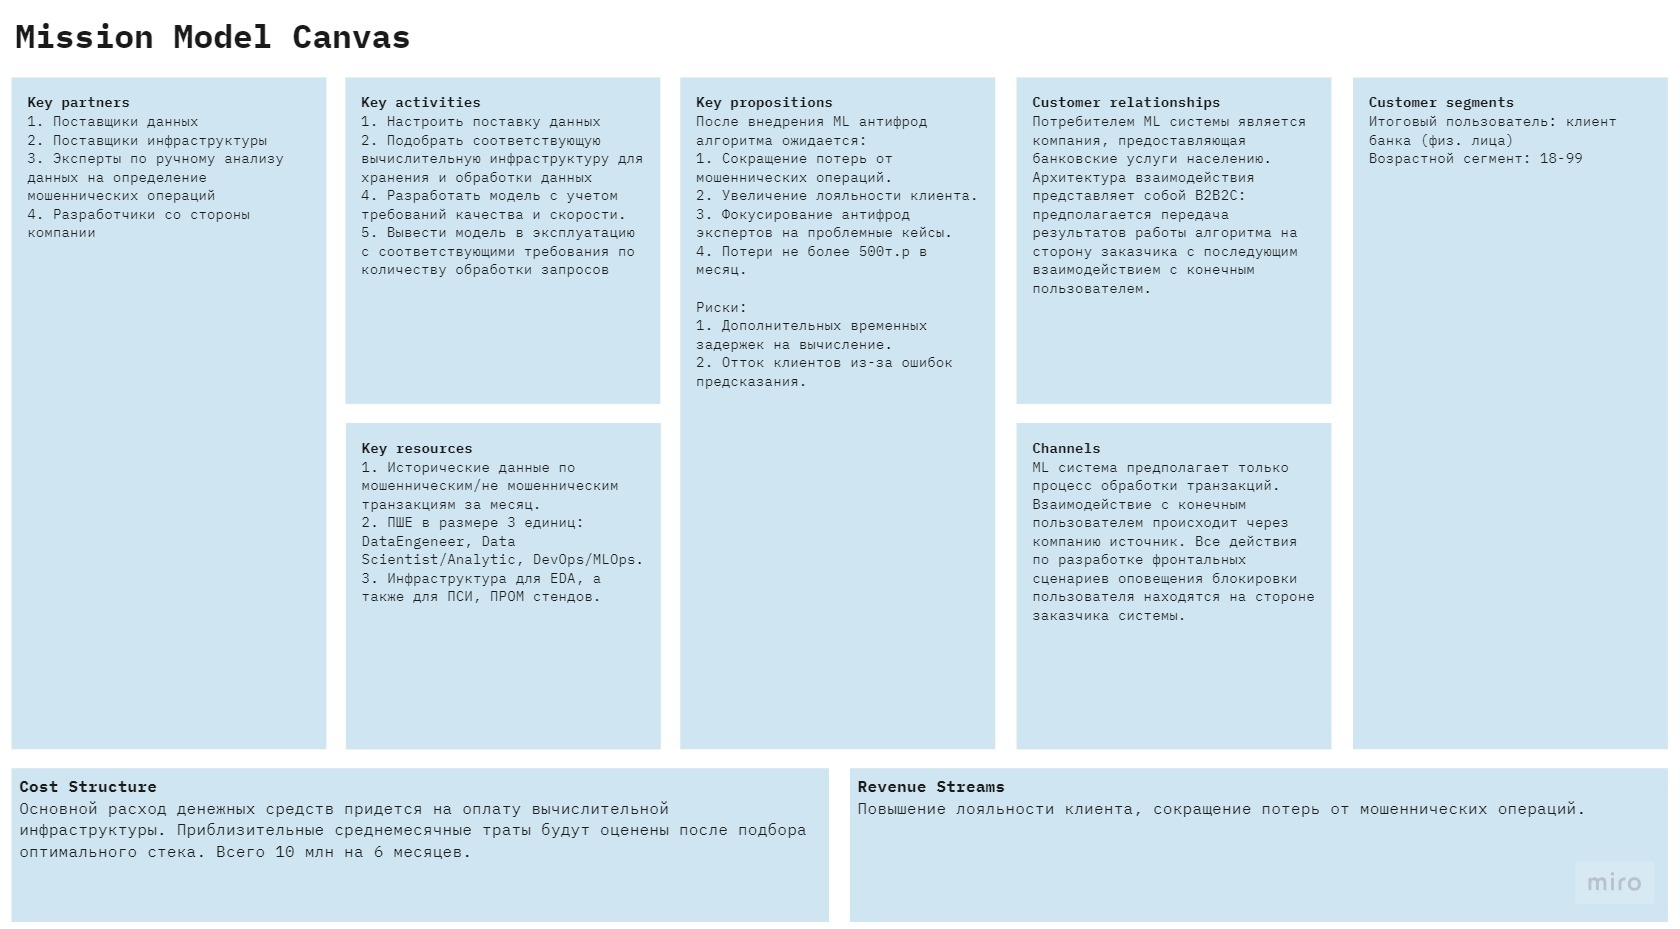 Mission Model Canvas
Key partners
1. Поставщики данных
2. Поставщики инфраструктуры
3. Эксперты по ручному анализу
данных на определение
мошеннических операций
4. Разработчики со стороны
компании
Key activities
1. Настроить поставку данных
2. Подобрать соответствующую
вычислительную инфраструктуру для
хранения и обработки данных
4. Разработать модель с учетом
требований качества и скорости.
5. Вывести модель в эксплуатацию
с соответствующими требования по
количеству обработки запросов
Key resources
1. Исторические данные по
мошенническим/не мошенническим
транзакциям за месяц.
2. ПШЕ в размере 3 единиц:
DataEngeneer, Data
Scientist/Analytic, DevOps/MLOps.
3. Инфраструктура для EDA, а
также для ПСИ, ПРОМ стендов.
Key propositions
После внедрения ML антифрод
алгоритма ожидается:
1. Сокращение потерь от
мошеннических операций.
2. Увеличение лояльности клиента.
3. Фокусирование антифрод
экспертов на проблемные кейсы.
4. Потери не более 500т.р в
месяц.
Риски:
1. Дополнительных временных
задержек на вычисление.
2. Отток клиентов из-за ошибок
предсказания.
Customer relationships
Потребителем ML системы является
компания, предоставляющая
банковские услуги населению.
Архитектура взаимодействия
представляет собой B2B2C:
предполагается передача
результатов работы алгоритма на
сторону заказчика с последующим
взаимодействием с конечным
пользователем.
Channels
ML система предполагает только
процесс обработки транзакций.
Взаимодействие с конечным
пользователем происходит через
компанию источник. Все действия
по разработке фронтальных
сценариев оповещения блокировки
пользователя находятся на стороне
заказчика системы.
Customer segments
Итоговый пользователь: клиент
банка (физ. лица)
Возрастной сегмент: 18-99
Cost Structure
Основной расход денежных средств придется на оплату вычислительной
инфраструктуры. Приблизительные среднемесячные траты будут оценены после подбора
оптимального стека. Всего 10 млн на 6 месяцев.
Revenue Streams
Повышение лояльности клиента, сокращение потерь от мошеннических операций.
miro